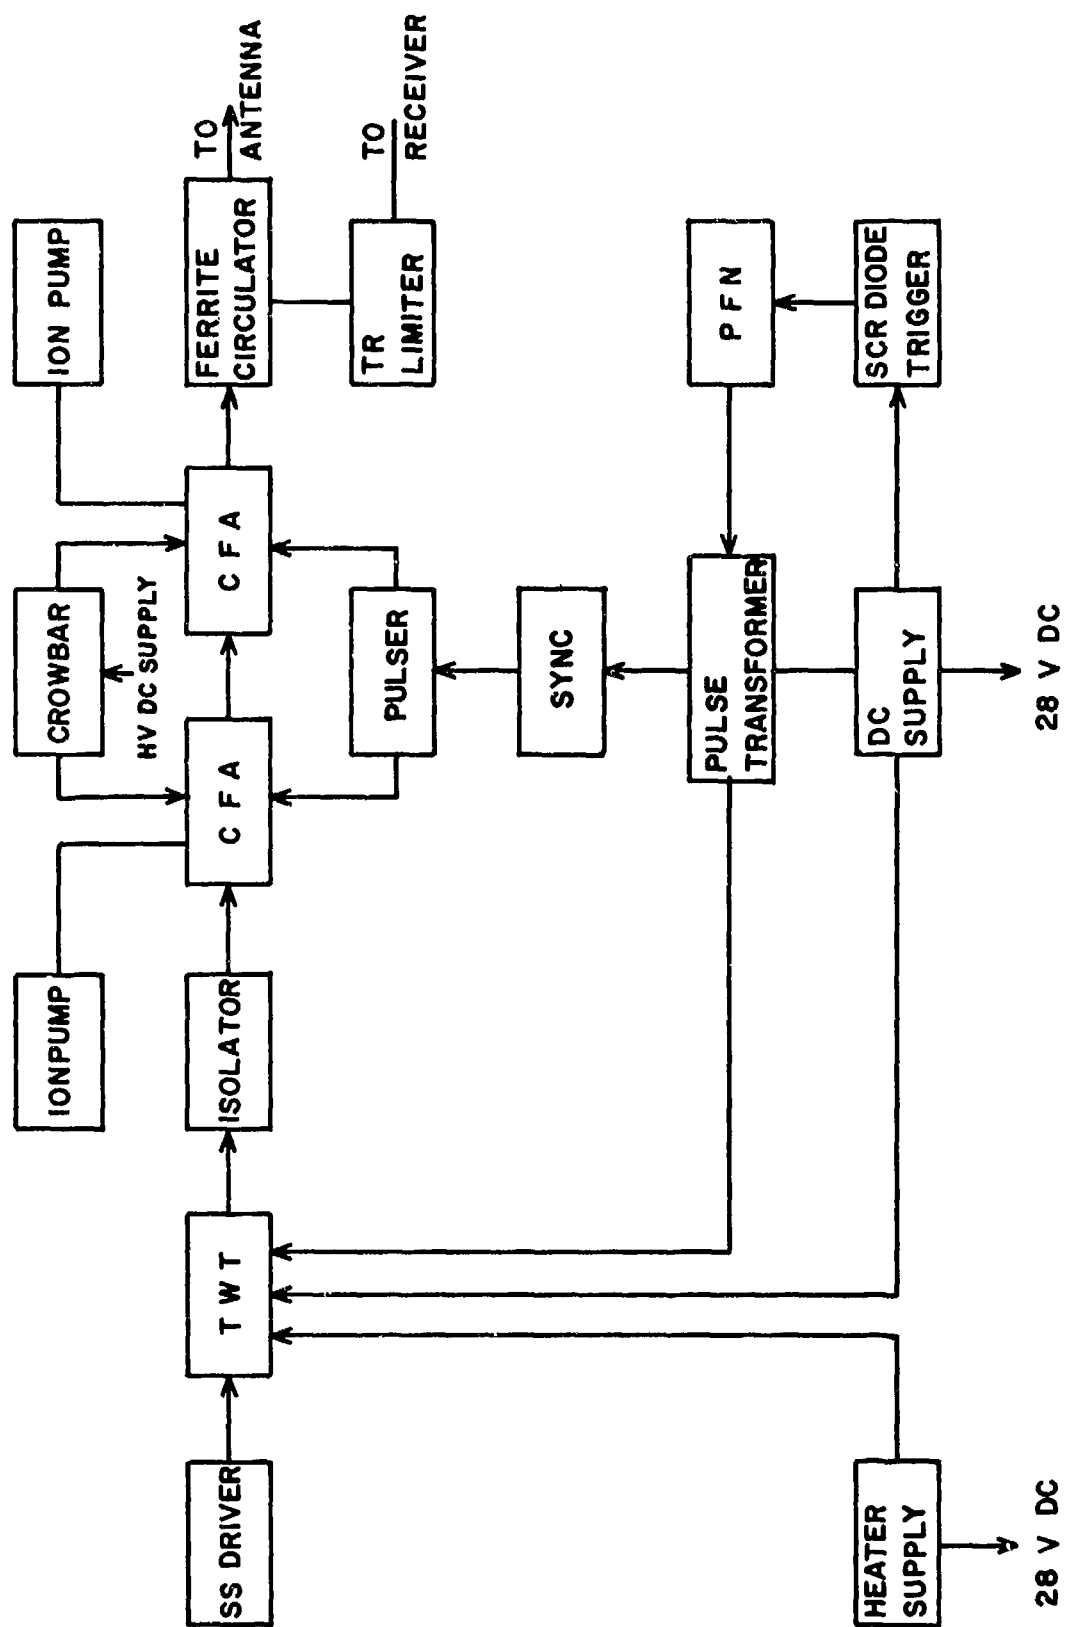 ION PUMP
CROWBAR
HV DC SUPPLY
IONPUMP
TO
ANTENNA
FERRITE
CIRCULATOR
C F A
C F A
ISOLATOR
T W T
SS DRIVER
TO
RECEIVER
TR
LIMITER
PULSER
SYNC
P F N
PULSE
TRANSFORMER
SCR DIODE
TRIGGER
DC
SUPPLY
HEATER
SUPPLY
28 V DC
28 V DC